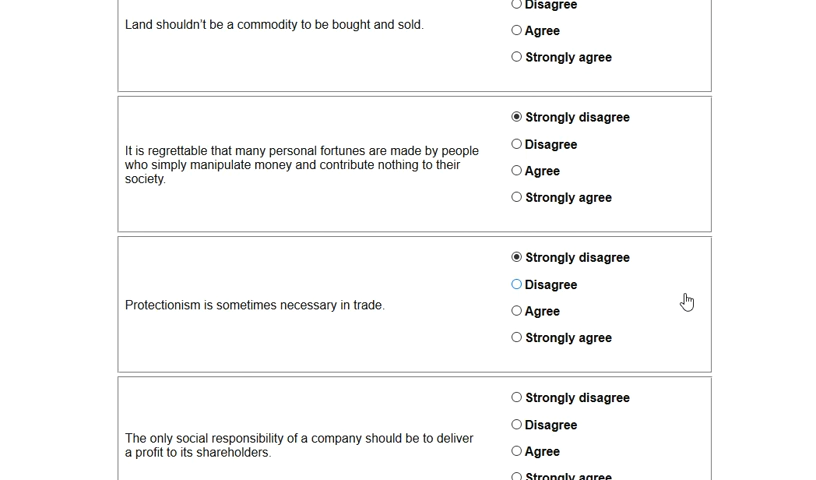 Disagree
Land shouldn't be a commodity to be bought and sold.
Agree
Strongly agree
Strongly disagree
Disagree
It is regrettable that many personal fortunes are made by people
who simply manipulate money and contribute nothing to their
society.
Agree
Strongly agree
Strongly disagree
Disagree
Protectionism is sometimes necessary in trade.
Agree
Strongly agree
Strongly disagree
Disagree
The only social responsibility of a company should be to deliver
a profit to its shareholders.
Agree
Strongly agree